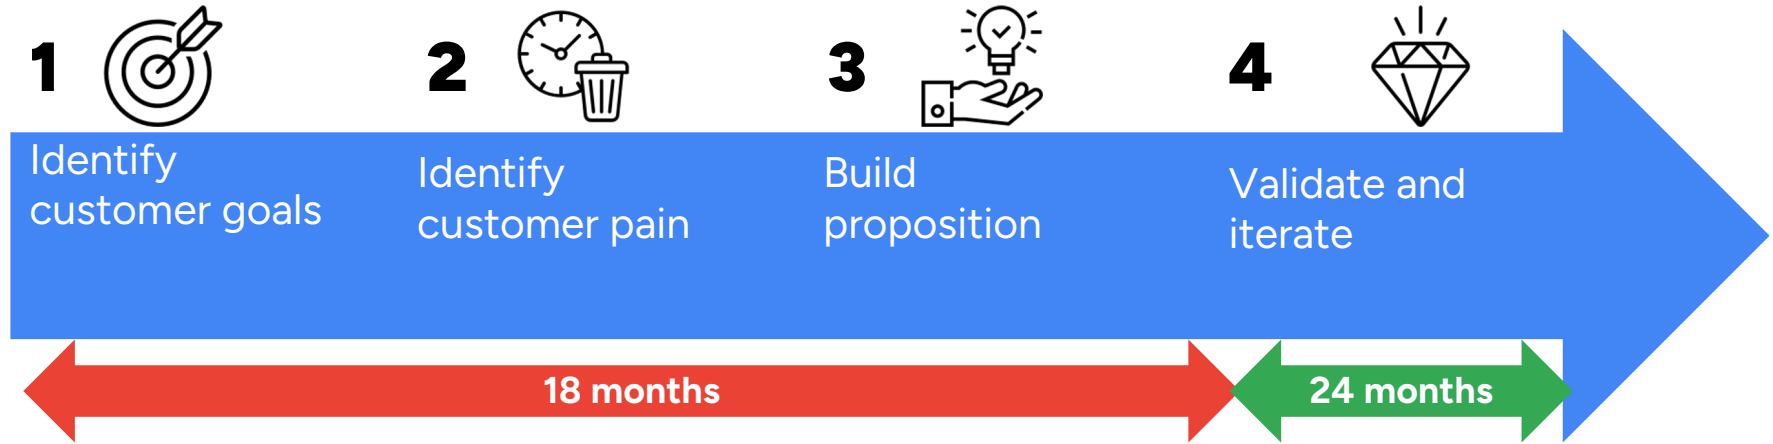 1
Identify
customer goals
2
Identify
customer pain
3
Build
proposition
4
Validate and
iterate
18 months
24 months